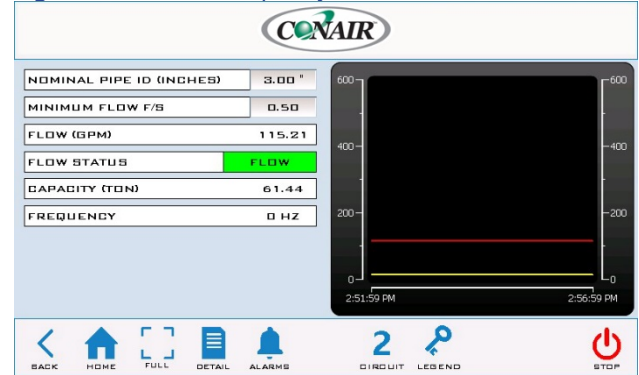 CONAIR
NOMINAL PIPE ID (INCHES) 3.00 "
MINIMUM FLOW F/S 0.50
FLOW (GPM) 115.21
FLOW STATUS FLOW
CAPACITY (TON) 61.44
FREQUENCY 0 HZ
600 600
400 400
200 200
0 0
2:51:59 PM 2:56:59 PM
2
BACK HOME FULL DETAIL ALARMS CIRCUIT LEGEND STOP